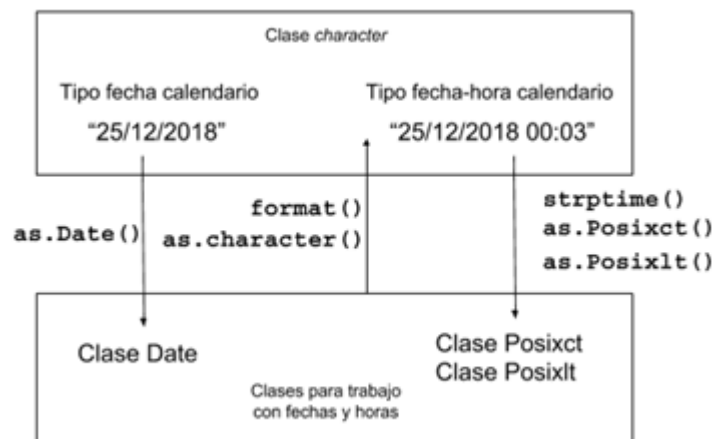 Clase character
Tipo fecha calendario
"25/12/2018"
Tipo fecha-hora calendario
"25/12/2018 00:03"
as.Date()
format()
as.character()
strptime()
as.Posixct()
as.Posixlt()
Clase Date
Clase Posixct
Clase Posixlt
Clases para trabajo
con fechas y horas